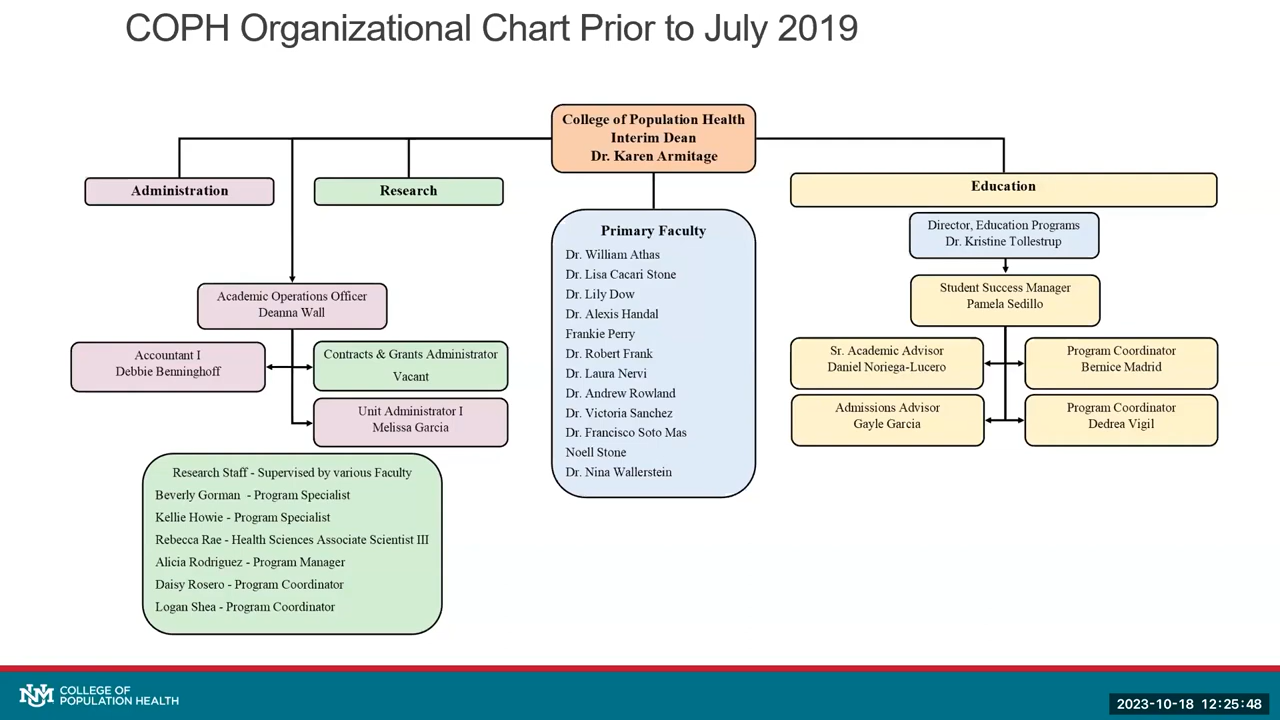 COPH Organizational Chart Prior to July 2019
College of Population Health
Interim Dean
Dr. Karen Armitage
Administration
Research
Education
Primary Faculty
Dr. William Athas
Dr. Lisa Cacari Stone
Dr. Lily Dow
Dr. Alexis Handal
Frankie Perry
Dr. Robert Frank
Dr. Laura Nervi
Dr. Andrew Rowland
Dr. Victoria Sanchez
Dr. Francisco Soto Mas
Noell Stone
Dr. Nina Wallerstein
Director, Education Programs
Dr. Kristine Tollestrup
Student Success Manager
Pamela Sedillo
Sr. Academic Advisor
Daniel Noriega-Lucero
Program Coordinator
Bernice Madrid
Admissions Advisor
Gayle Garcia
Program Coordinator
Dedrea Vigil
Academic Operations Officer
Deanna Wall
Accountant I
Debbie Benninghoff
Contracts & Grants Administrator
Vacant
Unit Administrator I
Melissa Garcia
Research Staff - Supervised by various Faculty
Beverly Gorman - Program Specialist
Kellie Howie - Program Specialist
Rebecca Rae - Health Sciences Associate Scientist III
Alicia Rodriguez - Program Manager
Daisy Rosero - Program Coordinator
Logan Shea - Program Coordinator
UNM
COLLEGE OF
POPULATION HEALTH
2023-10-18 12:25:48